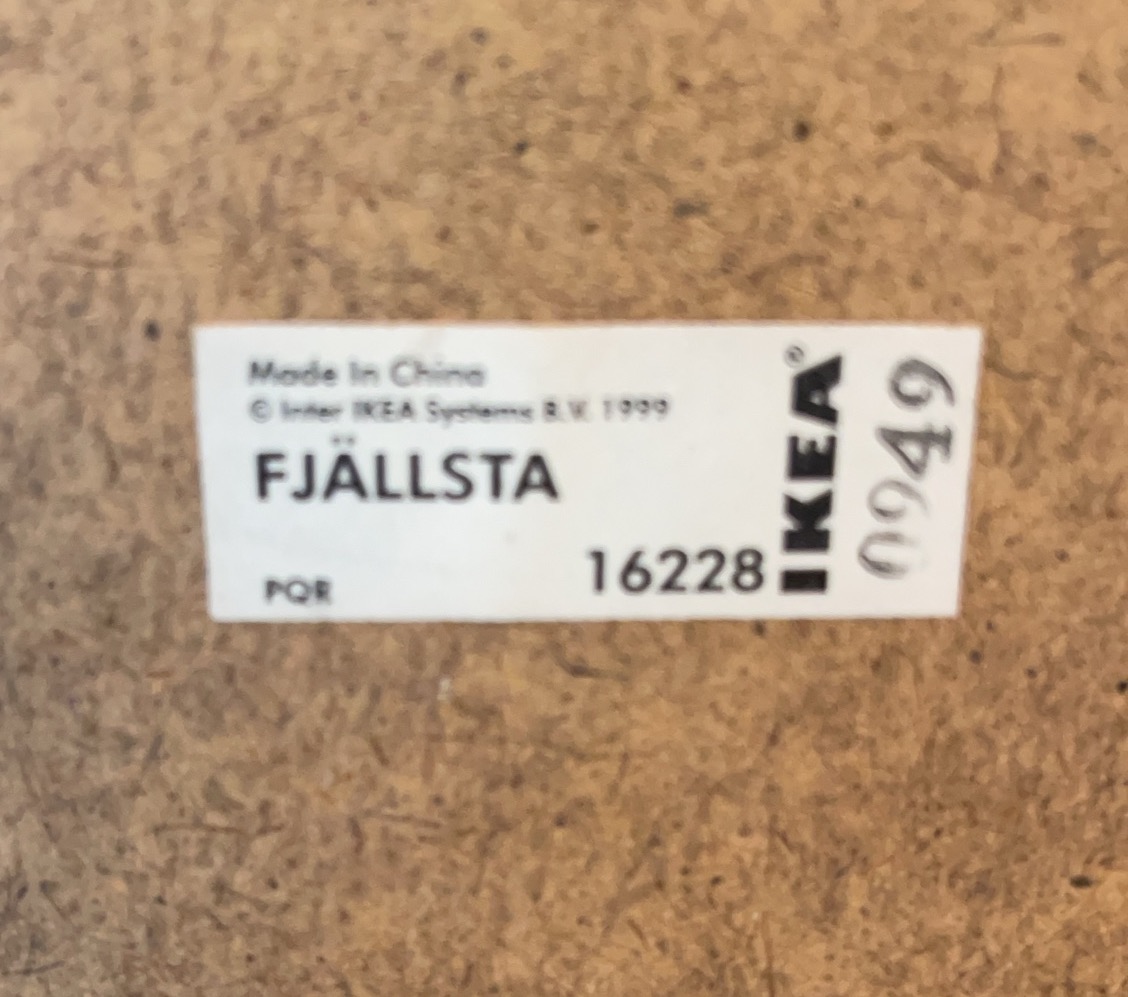 Made In China
© Inter IKEA Systems B.V. 1999
FJÄLLSTA
PQR
16228
IKEA®
0949